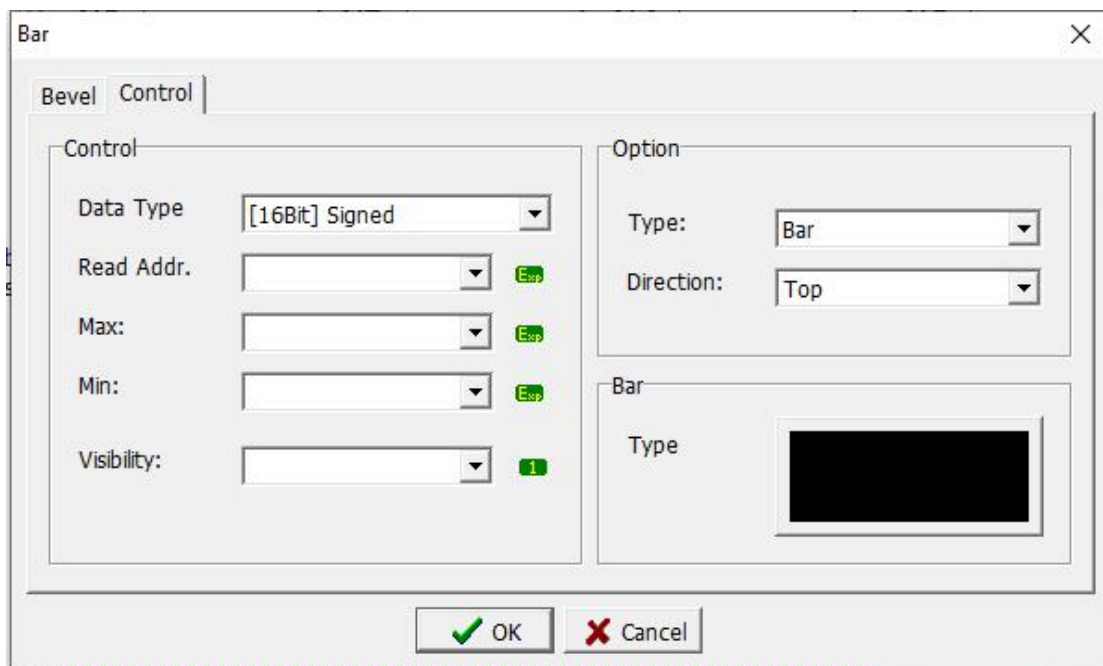 Bar
Bevel
Control
Control
Data Type
[16Bit] Signed
Read Addr.
Exp
Max:
Exp
Min:
Exp
Visibility:
1
Option
Type:
Bar
Direction:
Top
Bar
Type
OK
Cancel